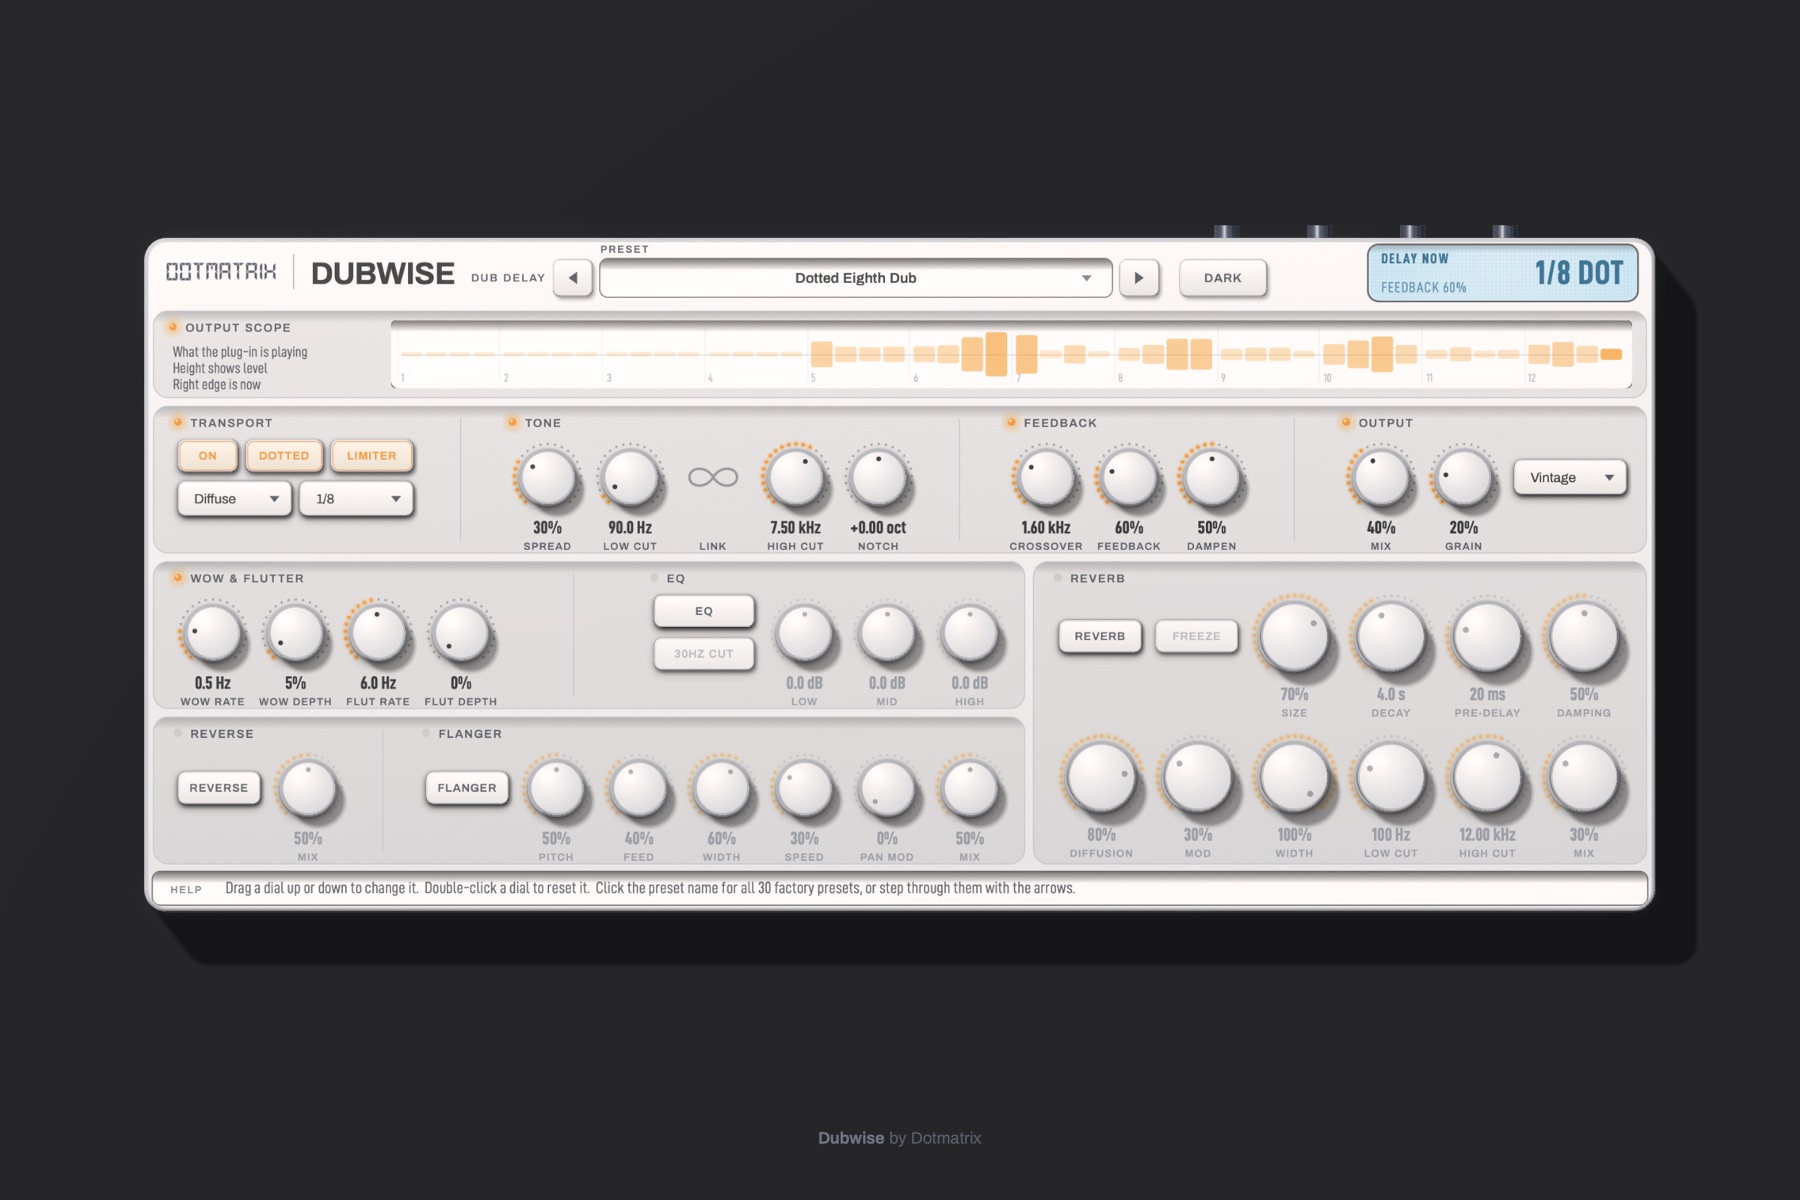 DOTMATRIX DUBWISE DUB DELAY
PRESET
Dotted Eighth Dub
DARK
DELAY NOW
FEEDBACK 60%
1/8 DOT
OUTPUT SCOPE
What the plug-in is playing
Height shows level
Right edge is now
1 2 3 4 5 6 7 8 9 10 11 12
TRANSPORT
ON DOTTED LIMITER
Diffuse 1/8
TONE
30% 90.0 Hz 7.50 kHz +0.00 oct
SPREAD LOW CUT LINK HIGH CUT NOTCH
FEEDBACK
1.60 kHz 60% 50%
CROSSOVER FEEDBACK DAMPEN
OUTPUT
Vintage
40% 20%
MIX GRAIN
WOW & FLUTTER
0.5 Hz 5% 6.0 Hz 0%
WOW RATE WOW DEPTH FLUT RATE FLUT DEPTH
EQ
EQ
30HZ CUT
0.0 dB 0.0 dB 0.0 dB
LOW MID HIGH
REVERB
REVERB FREEZE
70% 4.0 s 20 ms 50%
SIZE DECAY PRE-DELAY DAMPING
80% 30% 100% 100 Hz 12.00 kHz 30%
DIFFUSION MOD WIDTH LOW CUT HIGH CUT MIX
REVERSE
REVERSE
50%
MIX
FLANGER
FLANGER
50% 40% 60% 30% 0% 50%
PITCH FEED WIDTH SPEED PAN MOD MIX
HELP Drag a dial up or down to change it. Double-click a dial to reset it. Click the preset name for all 30 factory presets, or step through them with the arrows.
Dubwise by Dotmatrix